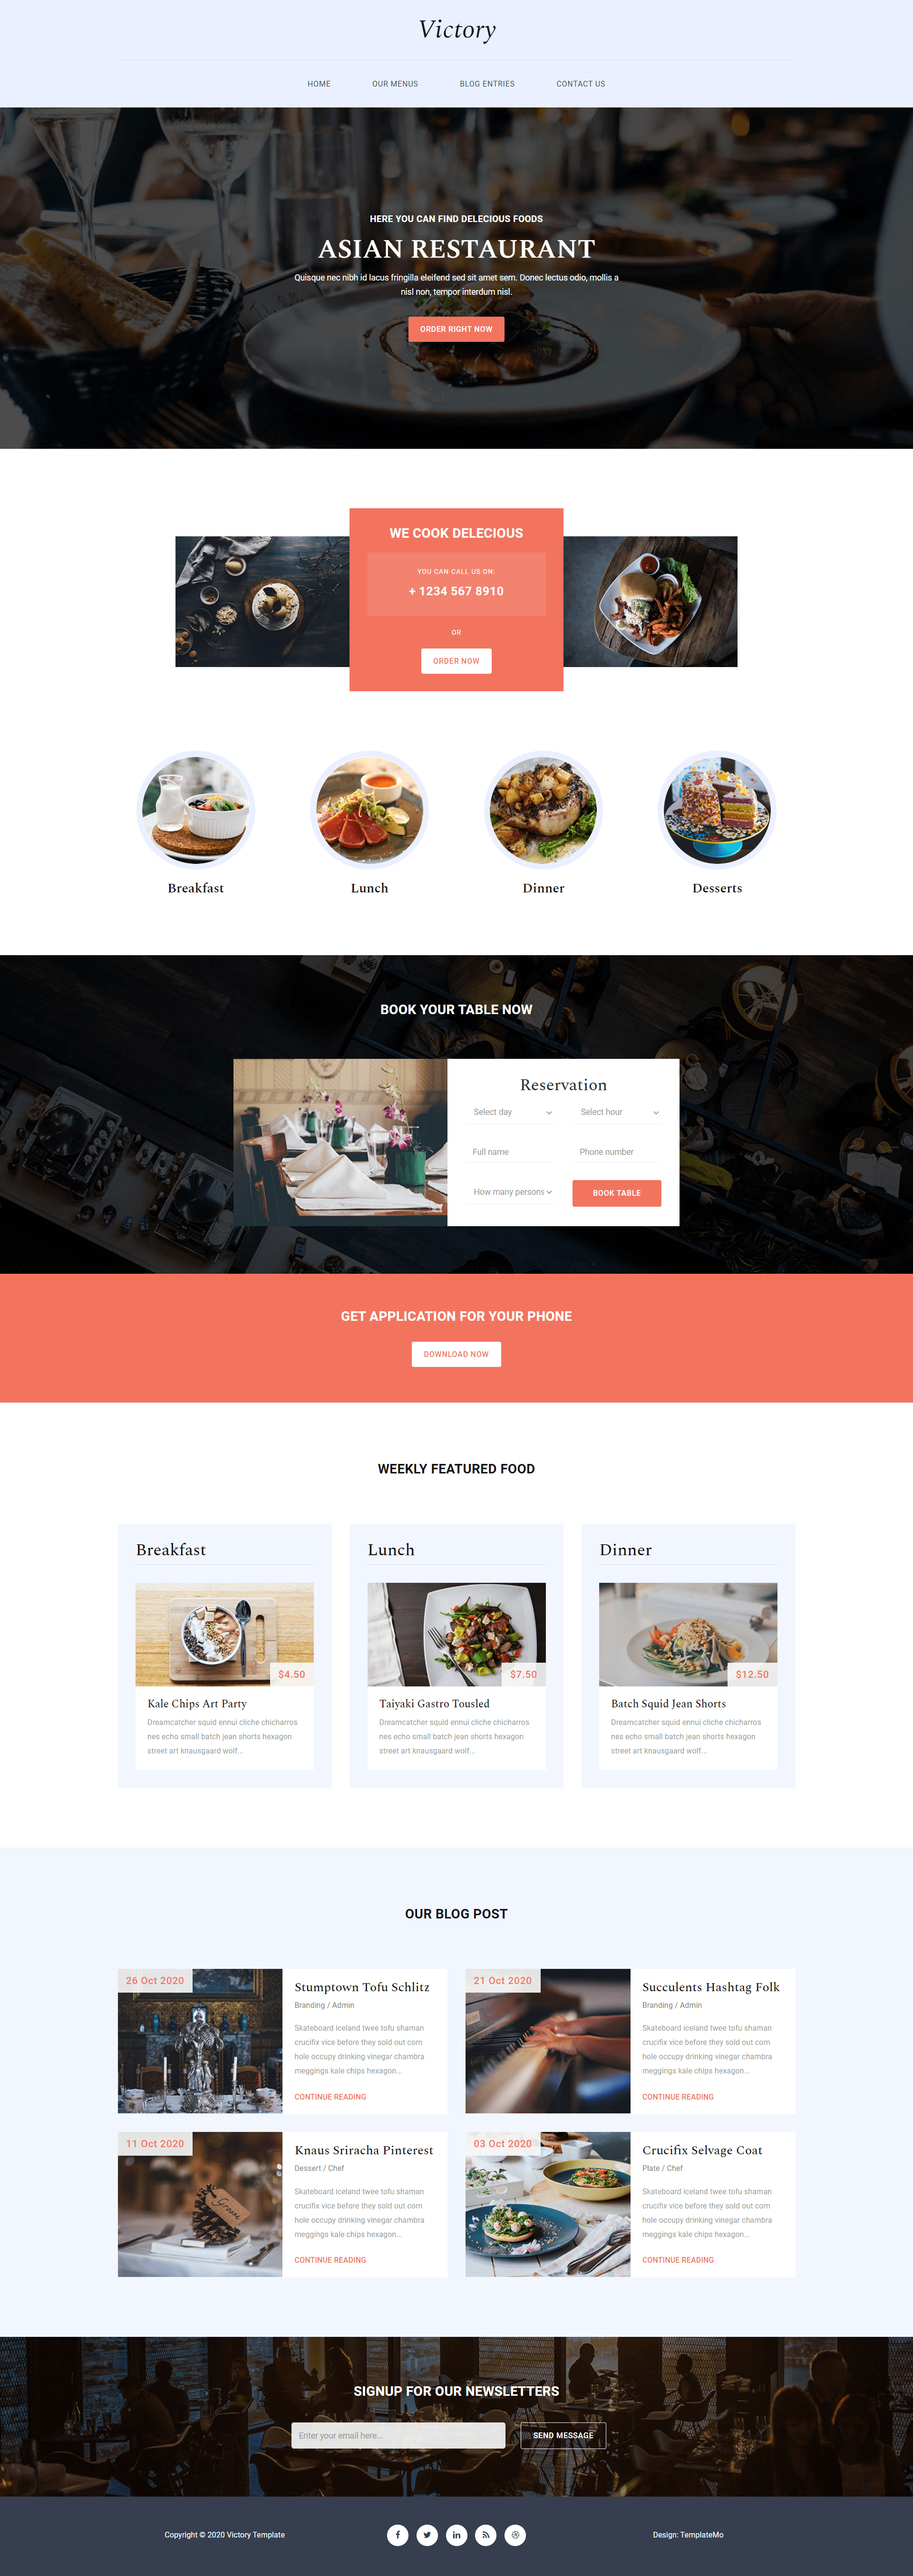 Victory
HOME OUR MENUS BLOG ENTRIES CONTACT US
HERE YOU CAN FIND DELECIOUS FOODS
ASIAN RESTAURANT
Quisque nec nibh id lacus fringilla eleifend sed sit amet sem. Donec lectus odio, mollis a
nisl non, tempor interdum nisl.
ORDER RIGHT NOW
WE COOK DELECIOUS
YOU CAN CALL US ON:
+ 1234 567 8910
OR
ORDER NOW
Breakfast
Lunch
Dinner
Desserts
BOOK YOUR TABLE NOW
Reservation
Select day
Select hour
Full name
Phone number
How many persons
BOOK TABLE
GET APPLICATION FOR YOUR PHONE
DOWNLOAD NOW
WEEKLY FEATURED FOOD
Breakfast
$4.50
Kale Chips Art Party
Dreamcatcher squid ennui cliche chicharros
nes echo small batch jean shorts hexagon
street art knausgaard wolf...
Lunch
$7.50
Taiyaki Gastro Tousled
Dreamcatcher squid ennui cliche chicharros
nes echo small batch jean shorts hexagon
street art knausgaard wolf...
Dinner
$12.50
Batch Squid Jean Shorts
Dreamcatcher squid ennui cliche chicharros
nes echo small batch jean shorts hexagon
street art knausgaard wolf...
OUR BLOG POST
26 Oct 2020
Stumptown Tofu Schlitz
Branding / Admin
Skateboard iceland twee tofu shaman
crucifix vice before they sold out corn
hole occupy drinking vinegar chambra
meggings kale chips hexagon...
CONTINUE READING
21 Oct 2020
Succulents Hashtag Folk
Branding / Admin
Skateboard iceland twee tofu shaman
crucifix vice before they sold out corn
hole occupy drinking vinegar chambra
meggings kale chips hexagon...
CONTINUE READING
11 Oct 2020
Knaus Sriracha Pinterest
Dessert / Chef
Skateboard iceland twee tofu shaman
crucifix vice before they sold out corn
hole occupy drinking vinegar chambra
meggings kale chips hexagon...
CONTINUE READING
03 Oct 2020
Crucifix Selvage Coat
Plate / Chef
Skateboard iceland twee tofu shaman
crucifix vice before they sold out corn
hole occupy drinking vinegar chambra
meggings kale chips hexagon...
CONTINUE READING
SIGNUP FOR OUR NEWSLETTERS
Enter your email here...
SEND MESSAGE
Copyright © 2020 Victory Template
Design: TemplateMo